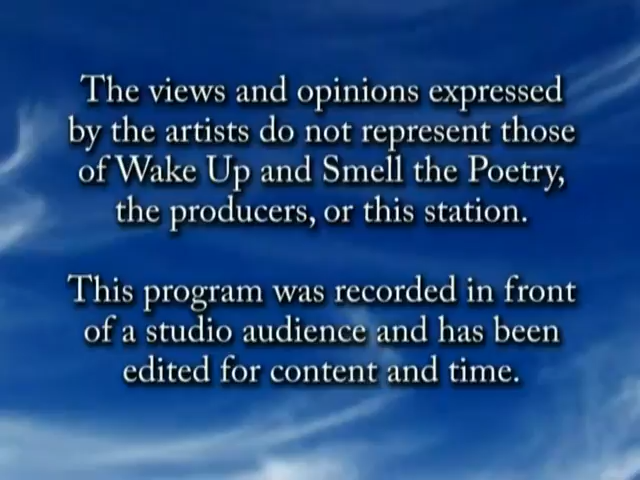 The views and opinions expressed
by the artists do not represent those
of Wake Up and Smell the Poetry,
the producers, or this station.
This program was recorded in front
of a studio audience and has been
edited for content and time.